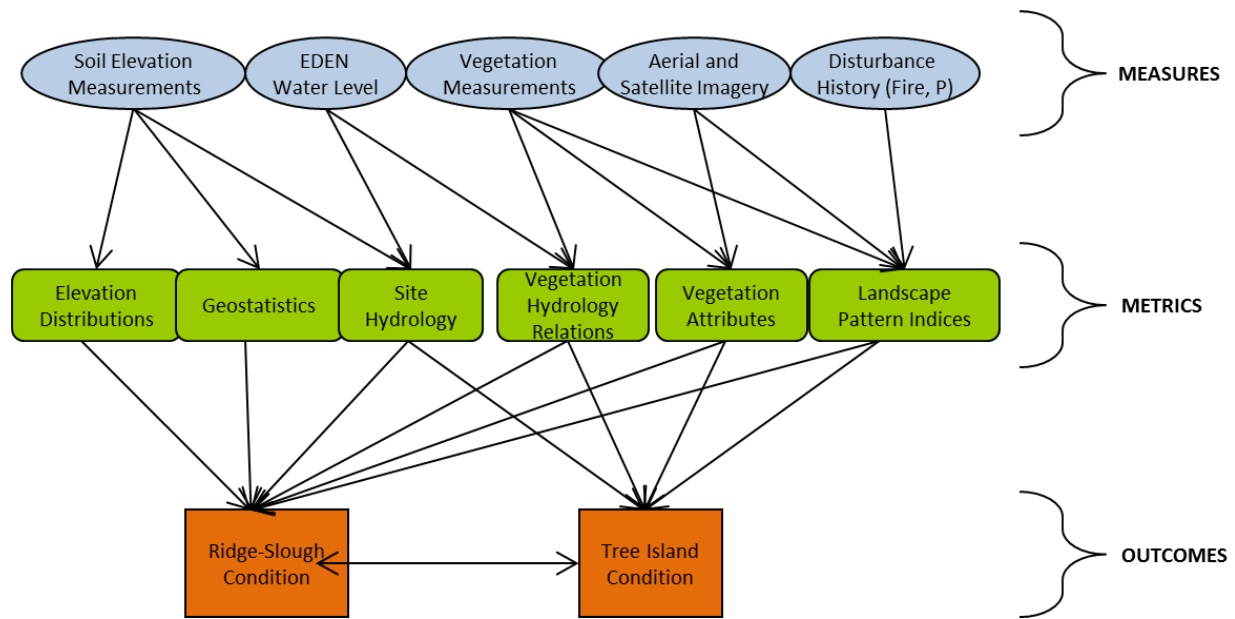 Soil Elevation
Measurements
EDEN
Water Level
Vegetation
Measurements
Aerial and
Satellite Imagery
Disturbance
History (Fire, P)
MEASURES
Elevation
Distributions
Geostatistics
Site
Hydrology
Vegetation
Hydrology
Relations
Vegetation
Attributes
Landscape
Pattern Indices
METRICS
Ridge-Slough
Condition
Tree Island
Condition
OUTCOMES